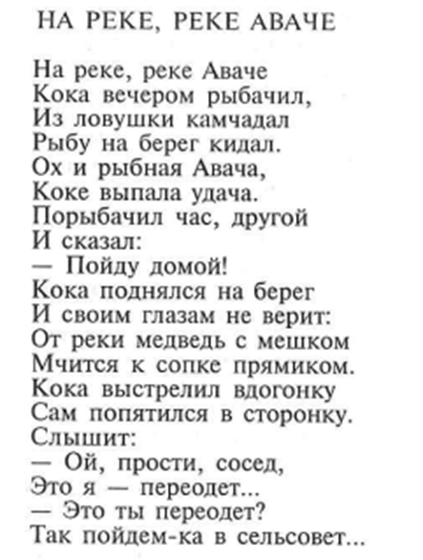 НА РЕКЕ, РЕКЕ АВАЧЕ
На реке, реке Аваче
Кока вечером рыбачил,
Из ловушки камчадал
Рыбу на берег кидал.
Ох и рыбная Авача,
Коке выпала удача.
Порыбачил час, другой
И сказал:
— Пойду домой!
Кока поднялся на берег
И своим глазам не верит:
От реки медведь с мешком
Мчится к сопке прямиком.
Кока выстрелил вдогонку
Сам попятился в сторонку.
Слышит:
— Ой, прости, сосед,
Это я — переодет...
— Это ты переодет?
Так пойдем-ка в сельсовет...